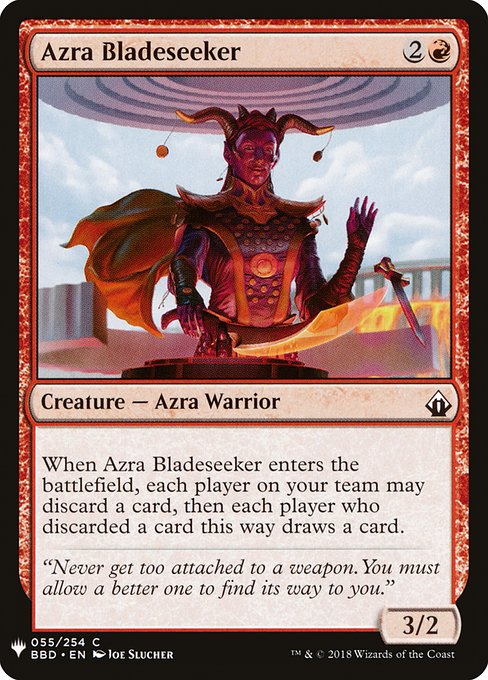 Azra Bladeseeker 2
Creature — Azra Warrior
When Azra Bladeseeker enters the
battlefield, each player on your team may
discard a card, then each player who
discarded a card this way draws a card.
“Never get too attached to a weapon. You must
allow a better one to find its way to you.”
3/2
055/254 C
BBD • EN Joe Slucher
™ & © 2018 Wizards of the Coast